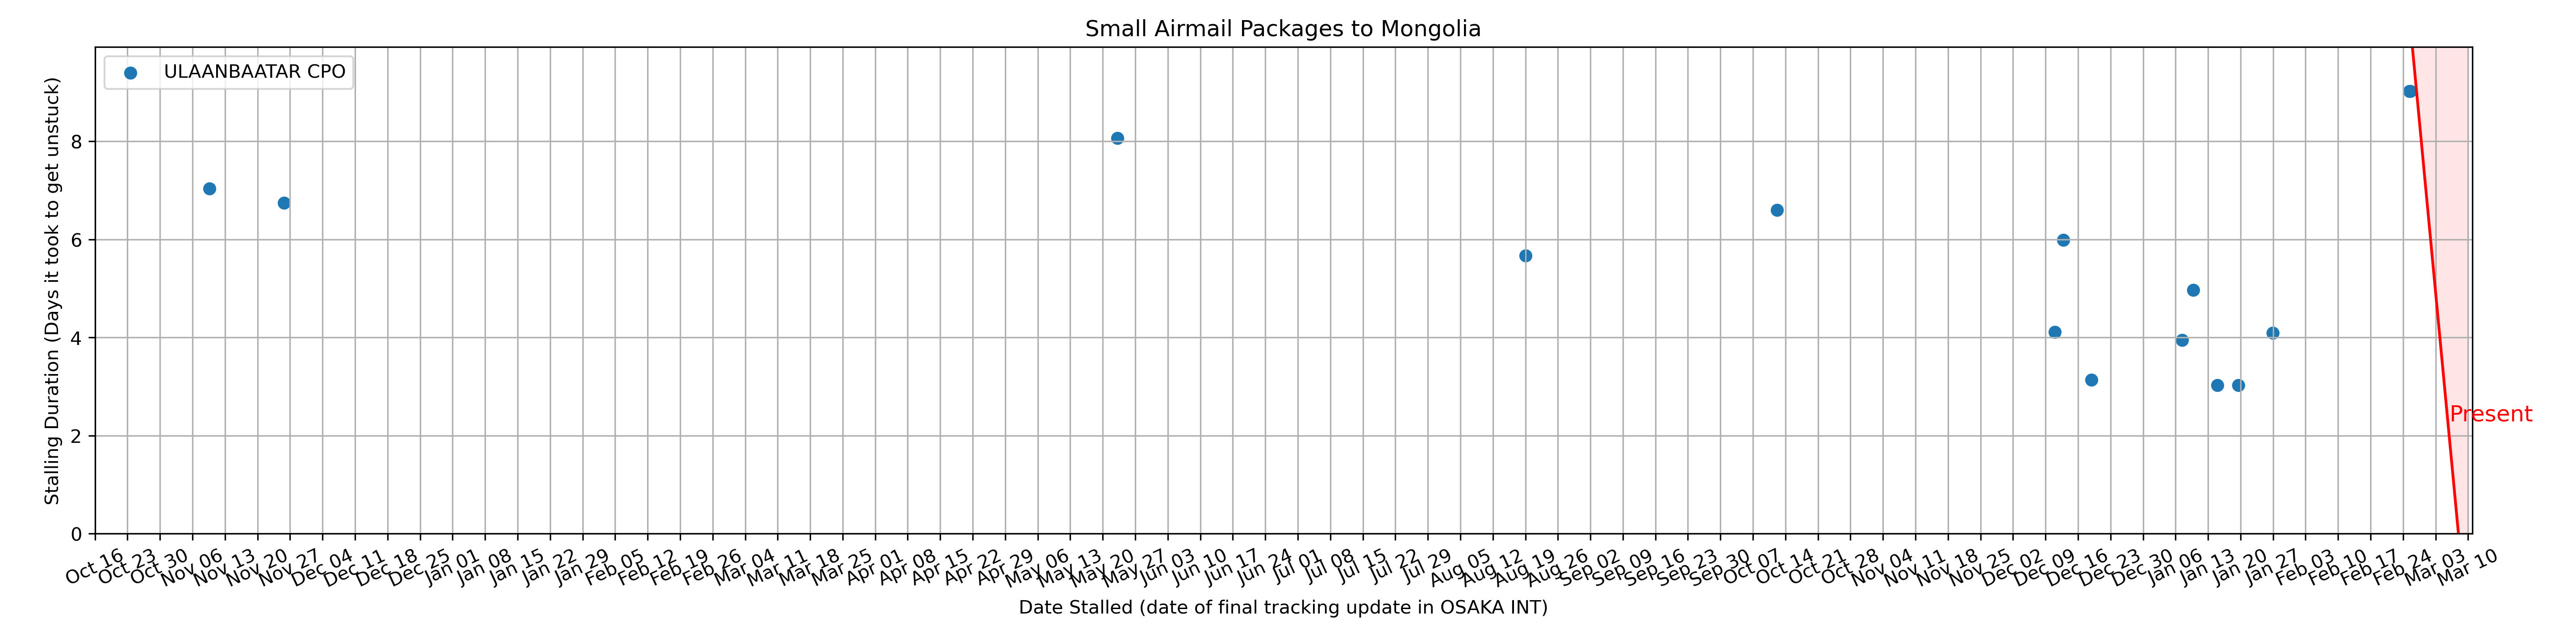 Small Airmail Packages to Mongolia
ULAANBAATAR CPO
Stalling Duration (Days it took to get unstuck)
8
6
4
2
0
Present
Oct 16 Oct 23 Oct 30 Nov 06 Nov 13 Nov 20 Nov 27 Dec 04 Dec 11 Dec 18 Dec 25 Jan 01 Jan 08 Jan 15 Jan 22 Jan 29 Feb 05 Feb 12 Feb 19 Feb 26 Mar 04 Mar 11 Mar 18 Mar 25 Apr 01 Apr 08 Apr 15 Apr 22 Apr 29 May 06 May 13 May 20 May 27 Jun 03 Jun 10 Jun 17 Jun 24 Jul 01 Jul 08 Jul 15 Jul 22 Jul 29 Aug 05 Aug 12 Aug 19 Aug 26 Sep 02 Sep 09 Sep 16 Sep 23 Sep 30 Oct 07 Oct 14 Oct 21 Oct 28 Nov 04 Nov 11 Nov 18 Nov 25 Dec 02 Dec 09 Dec 16 Dec 23 Dec 30 Jan 06 Jan 13 Jan 20 Jan 27 Feb 03 Feb 10 Feb 17 Feb 24 Mar 03 Mar 10
Date Stalled (date of final tracking update in OSAKA INT)